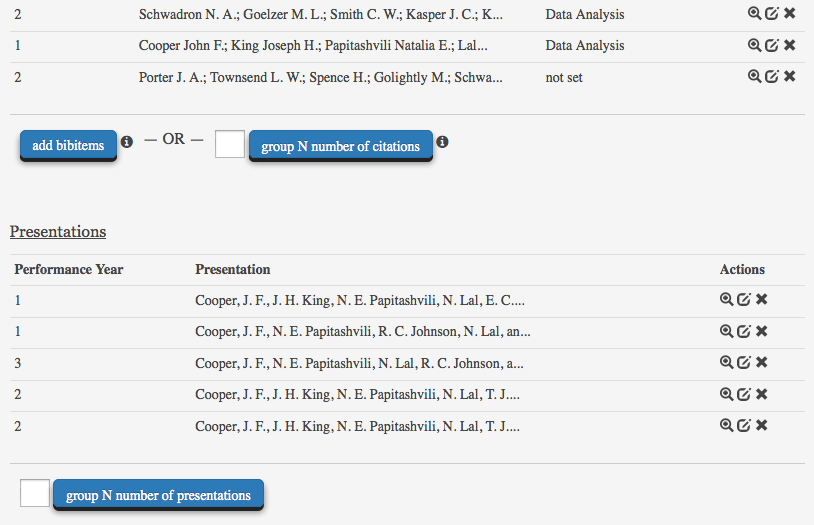 2 Schwadron N. A.; Goelzer M. L.; Smith C. W.; Kasper J. C.; K... Data Analysis
1 Cooper John F.; King Joseph H.; Papitashvili Natalia E.; Lal... Data Analysis
2 Porter J. A.; Townsend L. W.; Spence H.; Golightly M.; Schwa... not set
add bibitems — OR — group N number of citations
Presentations
Performance Year Presentation Actions
1 Cooper, J. F., J. H. King, N. E. Papitashvili, N. Lal, E. C....
1 Cooper, J. F., N. E. Papitashvili, R. C. Johnson, N. Lal, an...
3 Cooper, J. F., N. E. Papitashvili, N. Lal, R. C. Johnson, a...
2 Cooper, J. F., J. H. King, N. E. Papitashvili, N. Lal, T. J....
2 Cooper, J. F., J. H. King, N. E. Papitashvili, N. Lal, T. J....
group N number of presentations